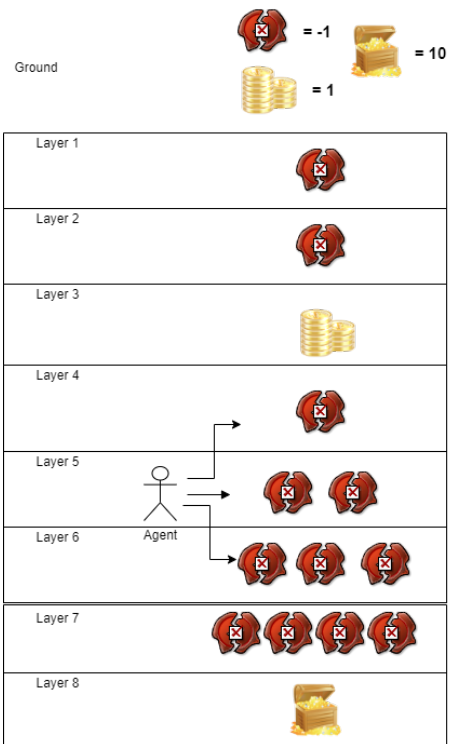 = -1
= 10
Ground
= 1
Layer 1
Layer 2
Layer 3
Layer 4
Layer 5
Agent
Layer 6
Layer 7
Layer 8